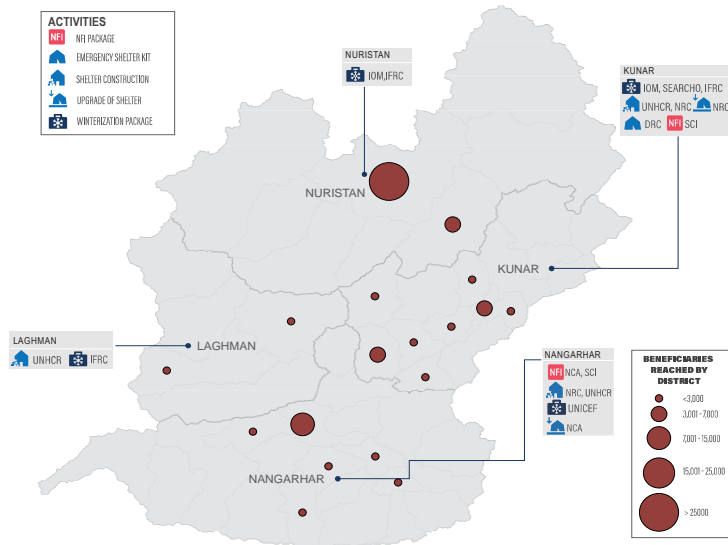 ACTIVITIES
NFI NFI PACKAGE
EMERGENCY SHELTER KIT
SHELTER CONSTRUCTION
UPGRADE OF SHELTER
WINTERIZATION PACKAGE
NURISTAN
IOM,IFRC
KUNAR
IOM, SEARCHO, IFRC
UNHCR, NRC NRC
DRC NFI SCI
NURISTAN
KUNAR
LAGHMAN
UNHCR IFRC
LAGHMAN
NANGARHAR
NFI NCA, SCI
NRC, UNHCR
UNICEF
NCA
NANGARHAR
BENEFICIARIES
REACHED BY
DISTRICT
<3,000
3,001 - 7,000
7,001 - 15,000
15,001 - 25,000
> 25000